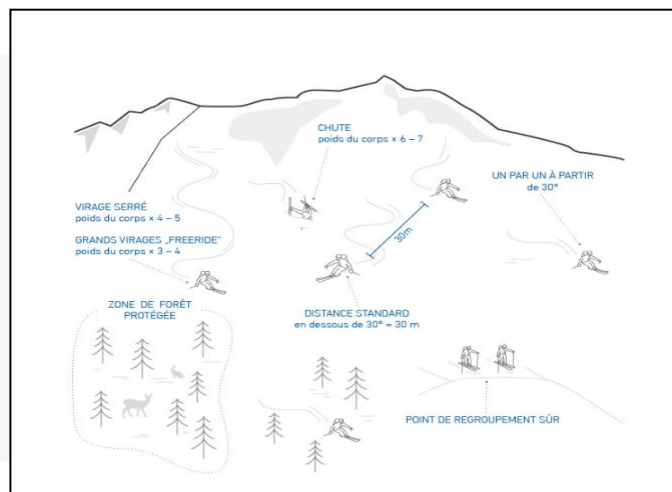 CHUTE
poids du corps × 6 – 7
UN PAR UN À PARTIR
de 30°
VIRAGE SERRÉ
poids du corps × 4 – 5
30m
GRANDS VIRAGES „FREERIDE"
poids du corps × 3 – 4
ZONE DE FORÊT
PROTÉGÉE
DISTANCE STANDARD
en dessous de 30° = 30 m
POINT DE REGROUPEMENT SÛR